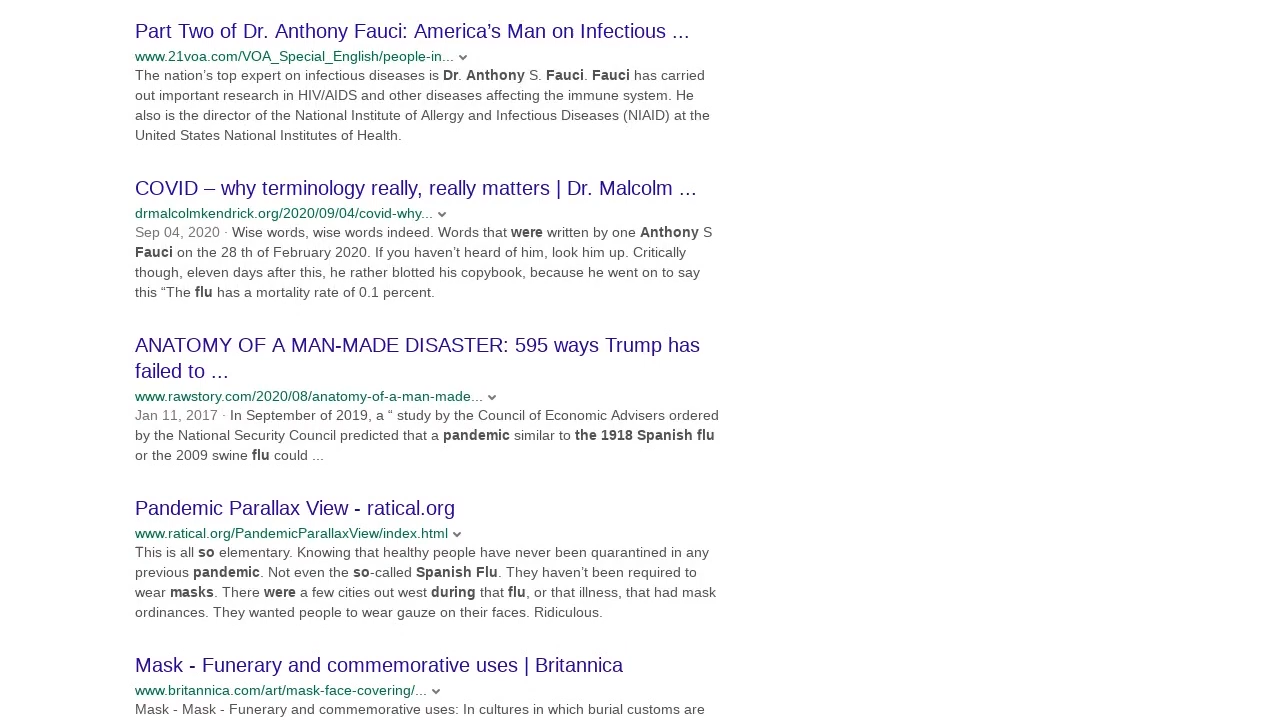 Part Two of Dr. Anthony Fauci: America’s Man on Infectious ...
www.21voa.com/VOA_Special_English/people-in...
The nation’s top expert on infectious diseases is Dr. Anthony S. Fauci. Fauci has carried
out important research in HIV/AIDS and other diseases affecting the immune system. He
also is the director of the National Institute of Allergy and Infectious Diseases (NIAID) at the
United States National Institutes of Health.
COVID – why terminology really, really matters | Dr. Malcolm ...
drmalcolmkendrick.org/2020/09/04/covid-why...
Sep 04, 2020 · Wise words, wise words indeed. Words that were written by one Anthony S
Fauci on the 28 th of February 2020. If you haven’t heard of him, look him up. Critically
though, eleven days after this, he rather blotted his copybook, because he went on to say
this “The flu has a mortality rate of 0.1 percent.
ANATOMY OF A MAN-MADE DISASTER: 595 ways Trump has
failed to ...
www.rawstory.com/2020/08/anatomy-of-a-man-made...
Jan 11, 2017 · In September of 2019, a “ study by the Council of Economic Advisers ordered
by the National Security Council predicted that a pandemic similar to the 1918 Spanish flu
or the 2009 swine flu could ...
Pandemic Parallax View - ratical.org
www.ratical.org/PandemicParallaxView/index.html
This is all so elementary. Knowing that healthy people have never been quarantined in any
previous pandemic. Not even the so-called Spanish Flu. They haven’t been required to
wear masks. There were a few cities out west during that flu, or that illness, that had mask
ordinances. They wanted people to wear gauze on their faces. Ridiculous.
Mask - Funerary and commemorative uses | Britannica
www.britannica.com/art/mask-face-covering/...
Mask - Mask - Funerary and commemorative uses: In cultures in which burial customs are